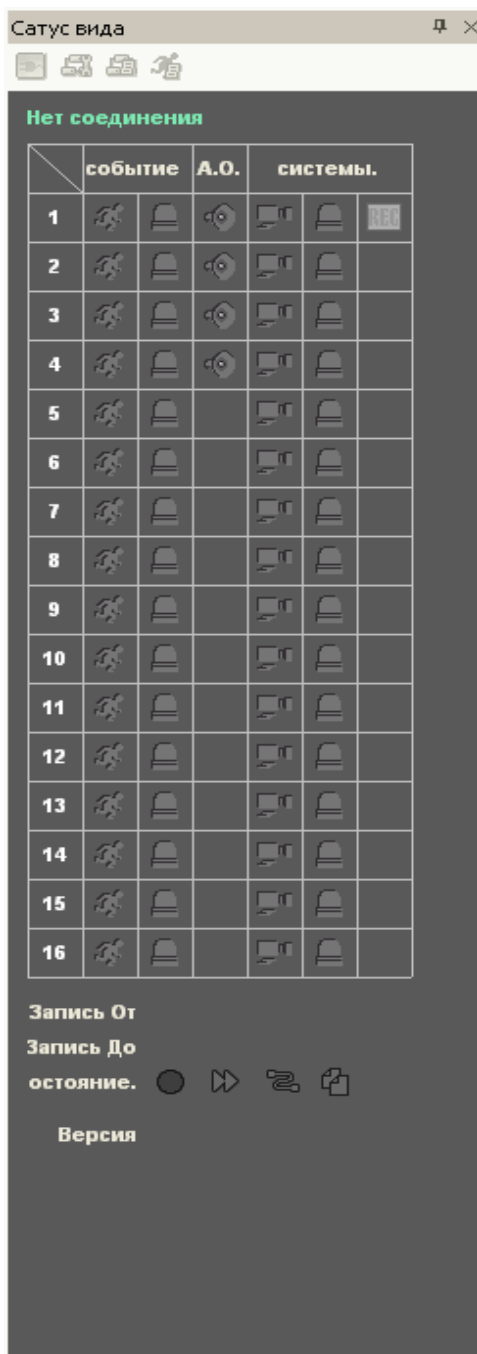 Сатус вида
Нет соединения
событие А.О. системы.
1 REC
2
3
4
5
6
7
8
9
10
11
12
13
14
15
16
Запись От
Запись До
остояние.
Версия